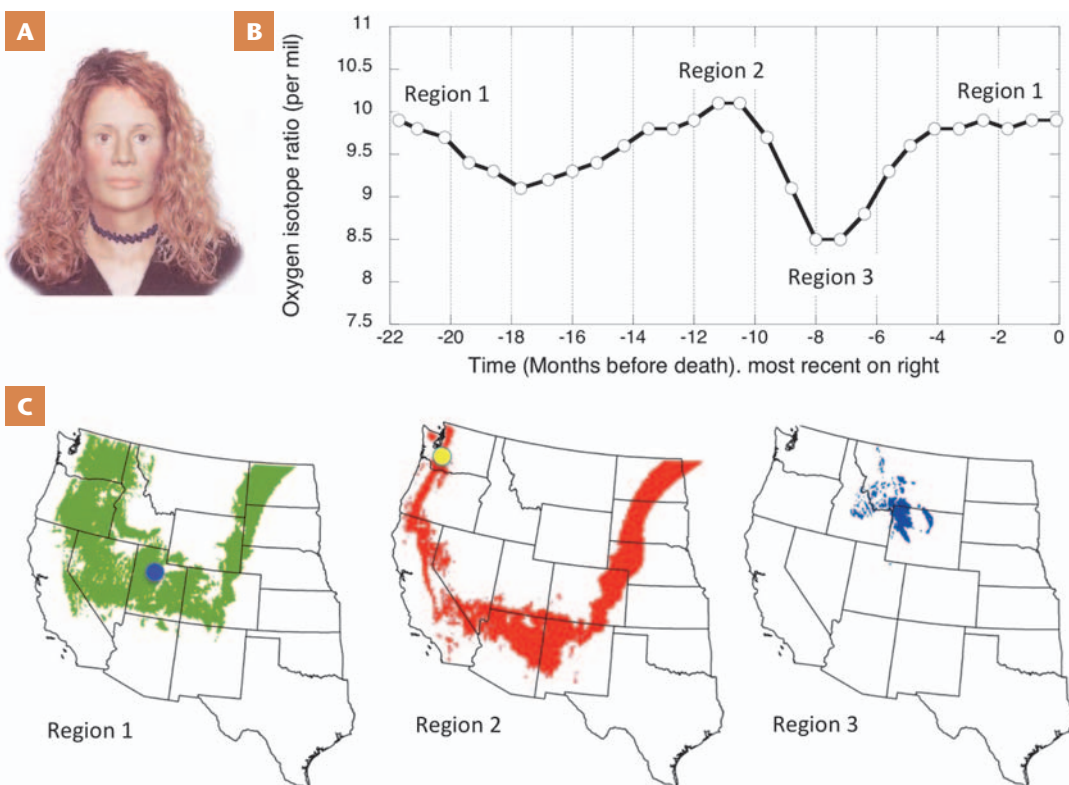 A
B
Oxygen isotope ratio (per mil)
11
10.5
10
9.5
9
8.5
8
7.5
Region 1
Region 2
Region 1
Region 3
-22 -20 -18 -16 -14 -12 -10 -8 -6 -4 -2 0
Time (Months before death). most recent on right
C
Region 1
Region 2
Region 3